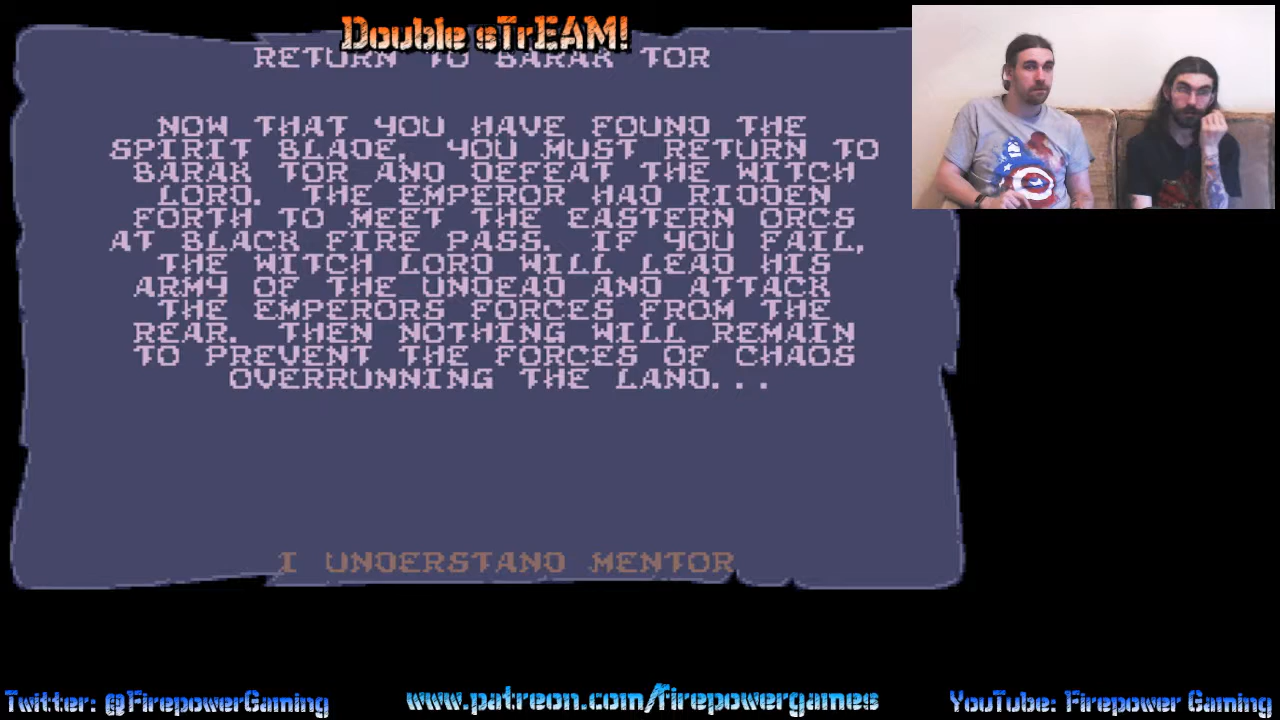 Double sTrEAM!
RETURN TO BARAK TOR
NOW THAT YOU HAVE FOUND THE
SPIRIT BLADE, YOU MUST RETURN TO
BARAK TOR AND DEFEAT THE WITCH
LORD. THE EMPEROR HAD RIDDEN
FORTH TO MEET THE EASTERN ORCS
AT BLACK FIRE PASS. IF YOU FAIL,
THE WITCH LORD WILL LEAD HIS
ARMY OF THE UNDEAD AND ATTACK
THE EMPERORS FORCES FROM THE
REAR. THEN NOTHING WILL REMAIN
TO PREVENT THE FORCES OF CHAOS
OVERRUNNING THE LAND...
I UNDERSTAND MENTOR
Twitter: @FirepowerGaming www.patreon.com/firepowergames YouTube: Firepower Gaming